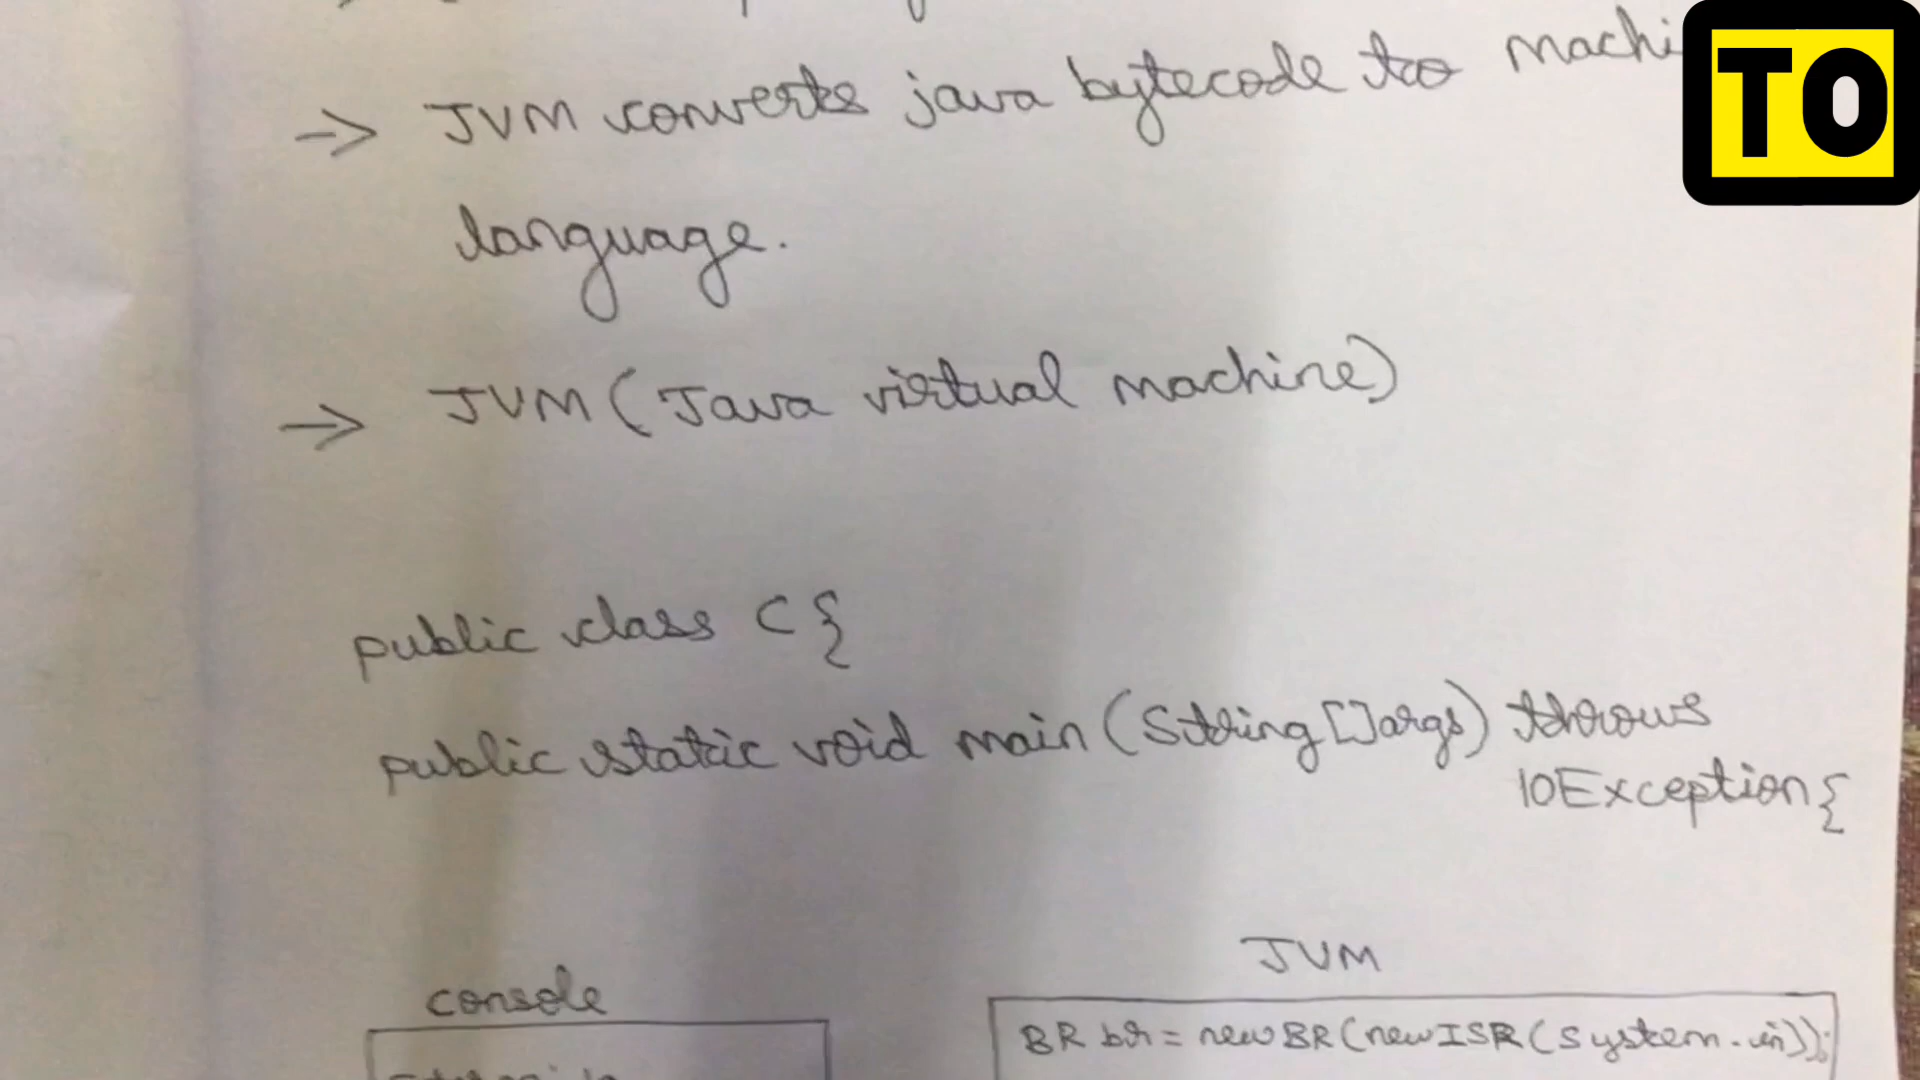 → JVM converts java bytecode to machi
language.
→ JVM (Java virtual machine)
public class C {
public static void main (String []args) throws
IOException {
console
JVM
BR br = new BR (new ISR (System.in));
TO